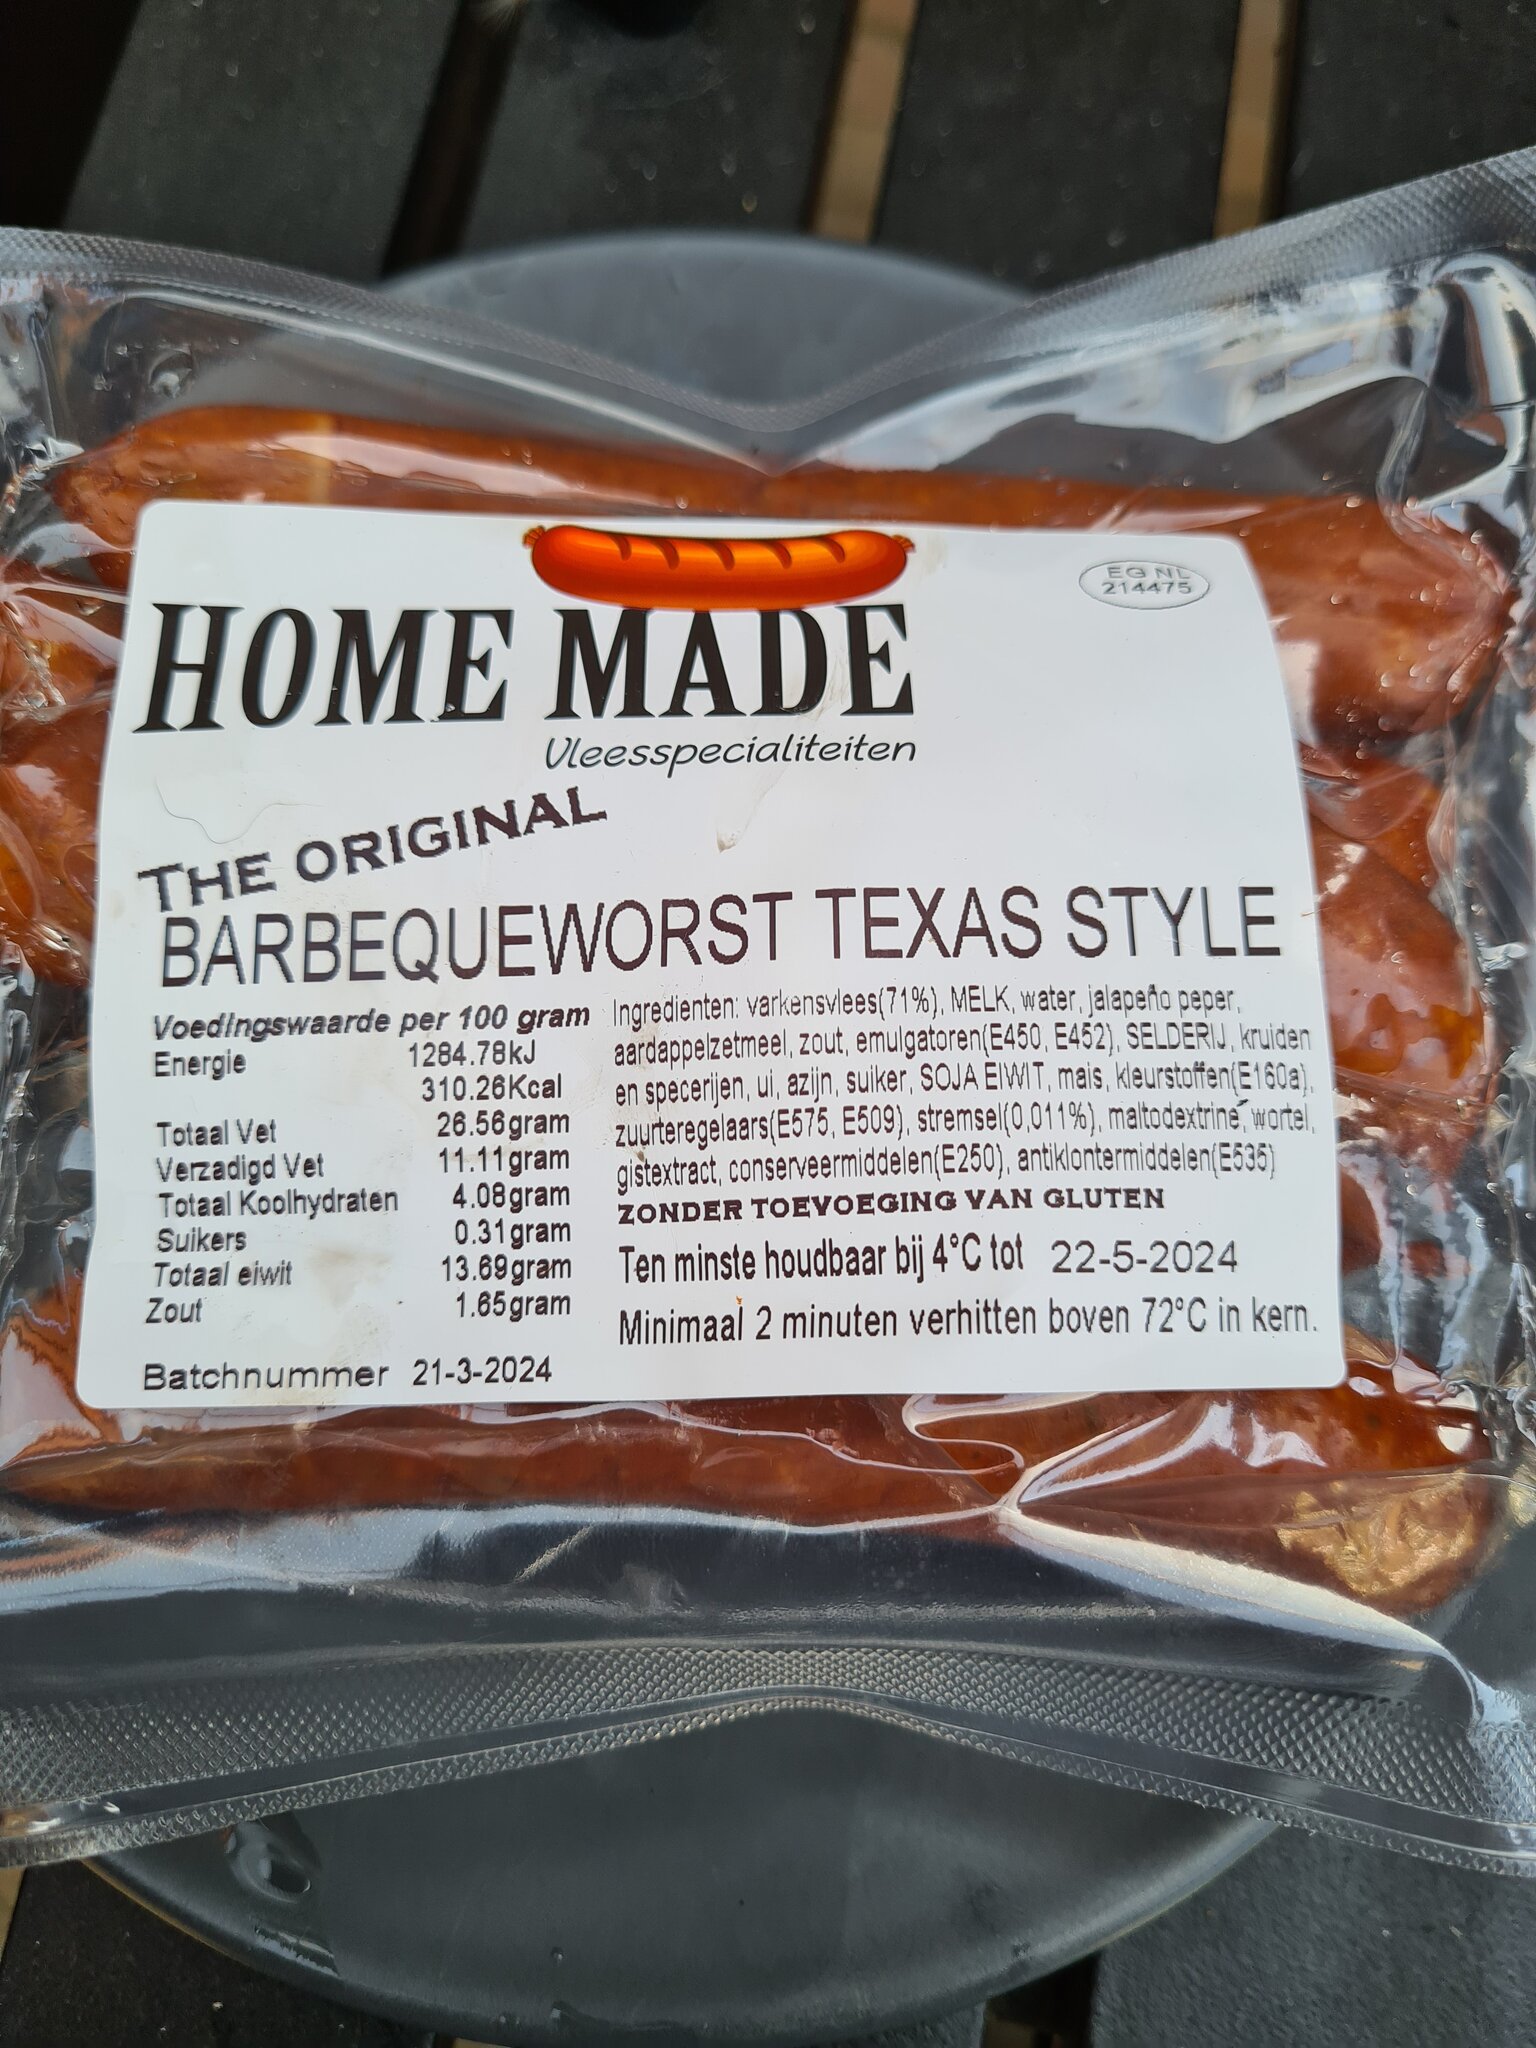 EG NL
214475
HOME MADE
Vleesspecialiteiten
THE ORIGINAL
BARBEQUEWORST TEXAS STYLE
Voedingswaarde per 100 gram
Energie 1284.78kJ
310.26Kcal
Totaal Vet 26.56gram
Verzadigd Vet 11.11gram
Totaal Koolhydraten 4.08gram
Suikers 0.31gram
Totaal eiwit 13.69gram
Zout 1.65gram
Batchnummer 21-3-2024
Ingredienten: varkensvlees(71%), MELK, water, jalapeño peper,
aardappelzetmeel, zout, emulgatoren(E450, E452), SELDERIJ, kruiden
en specerijen, ui, azijn, suiker, SOJA EIWIT, mais, kleurstoffen(E160a),
zuurteregelaars(E575, E509), stremsel(0,011%), maltodextrine, wortel,
gistextract, conserveermiddelen(E250), antiklontermiddelen(E535)
ZONDER TOEVOEGING VAN GLUTEN
Ten minste houdbaar bij 4°C tot 22-5-2024
Minimaal 2 minuten verhitten boven 72°C in kern.